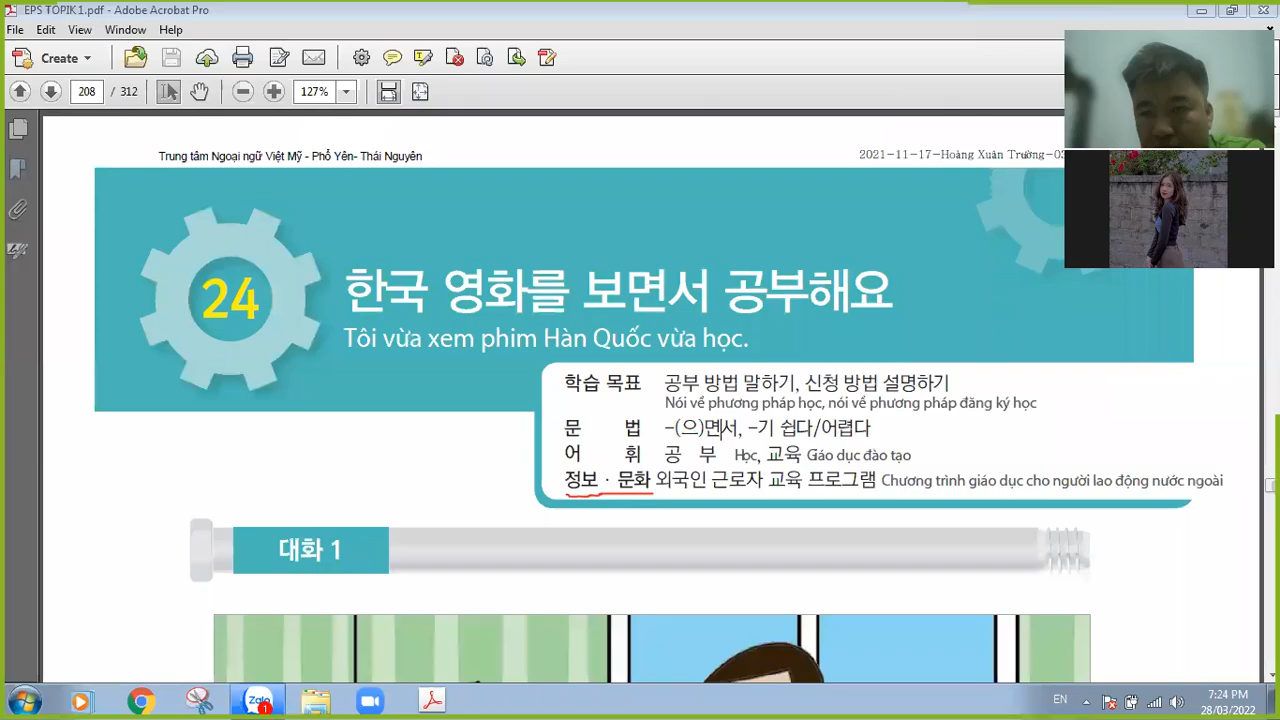 EPS TOPIK1.pdf - Adobe Acrobat Pro
File Edit View Window Help
Create
208 / 312 127%
Trung tâm Ngoại ngữ Việt Mỹ - Phổ Yên- Thái Nguyên
2021-11-17-Hoàng Xuân Trường-03
24
한국 영화를 보면서 공부해요
Tôi vừa xem phim Hàn Quốc vừa học.
학습 목표 공부 방법 말하기, 신청 방법 설명하기
Nói về phương pháp học, nói về phương pháp đăng ký học
문 법 -(으)면서, -기 쉽다/어렵다
어 휘 공 부 Học, 교육 Giáo dục đào tạo
정보 · 문화 외국인 근로자 교육 프로그램 Chương trình giáo dục cho người lao động nước ngoài
대화 1
Zalo
1
EN
7:24 PM
28/03/2022